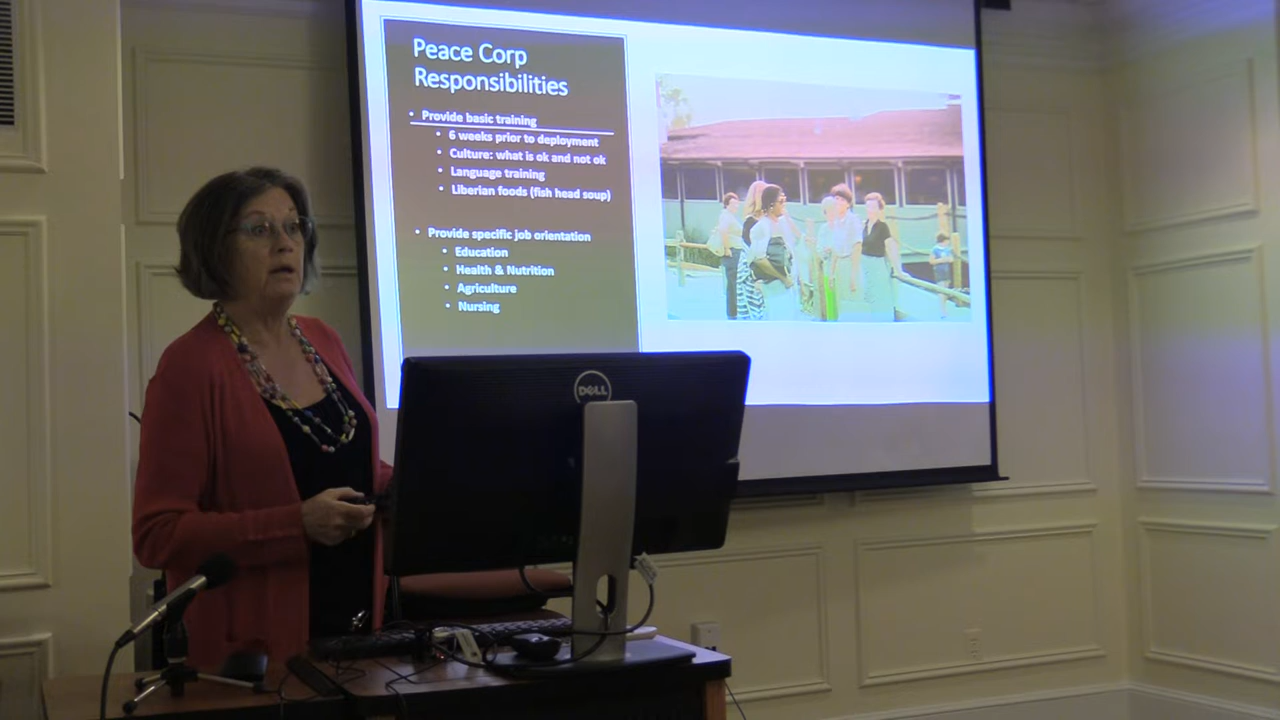 Peace Corp
Responsibilities
• Provide basic training
• 6 weeks prior to deployment
• Culture: what is ok and not ok
• Language training
• Liberian foods (fish head soup)
• Provide specific job orientation
• Education
• Health & Nutrition
• Agriculture
• Nursing
DELL